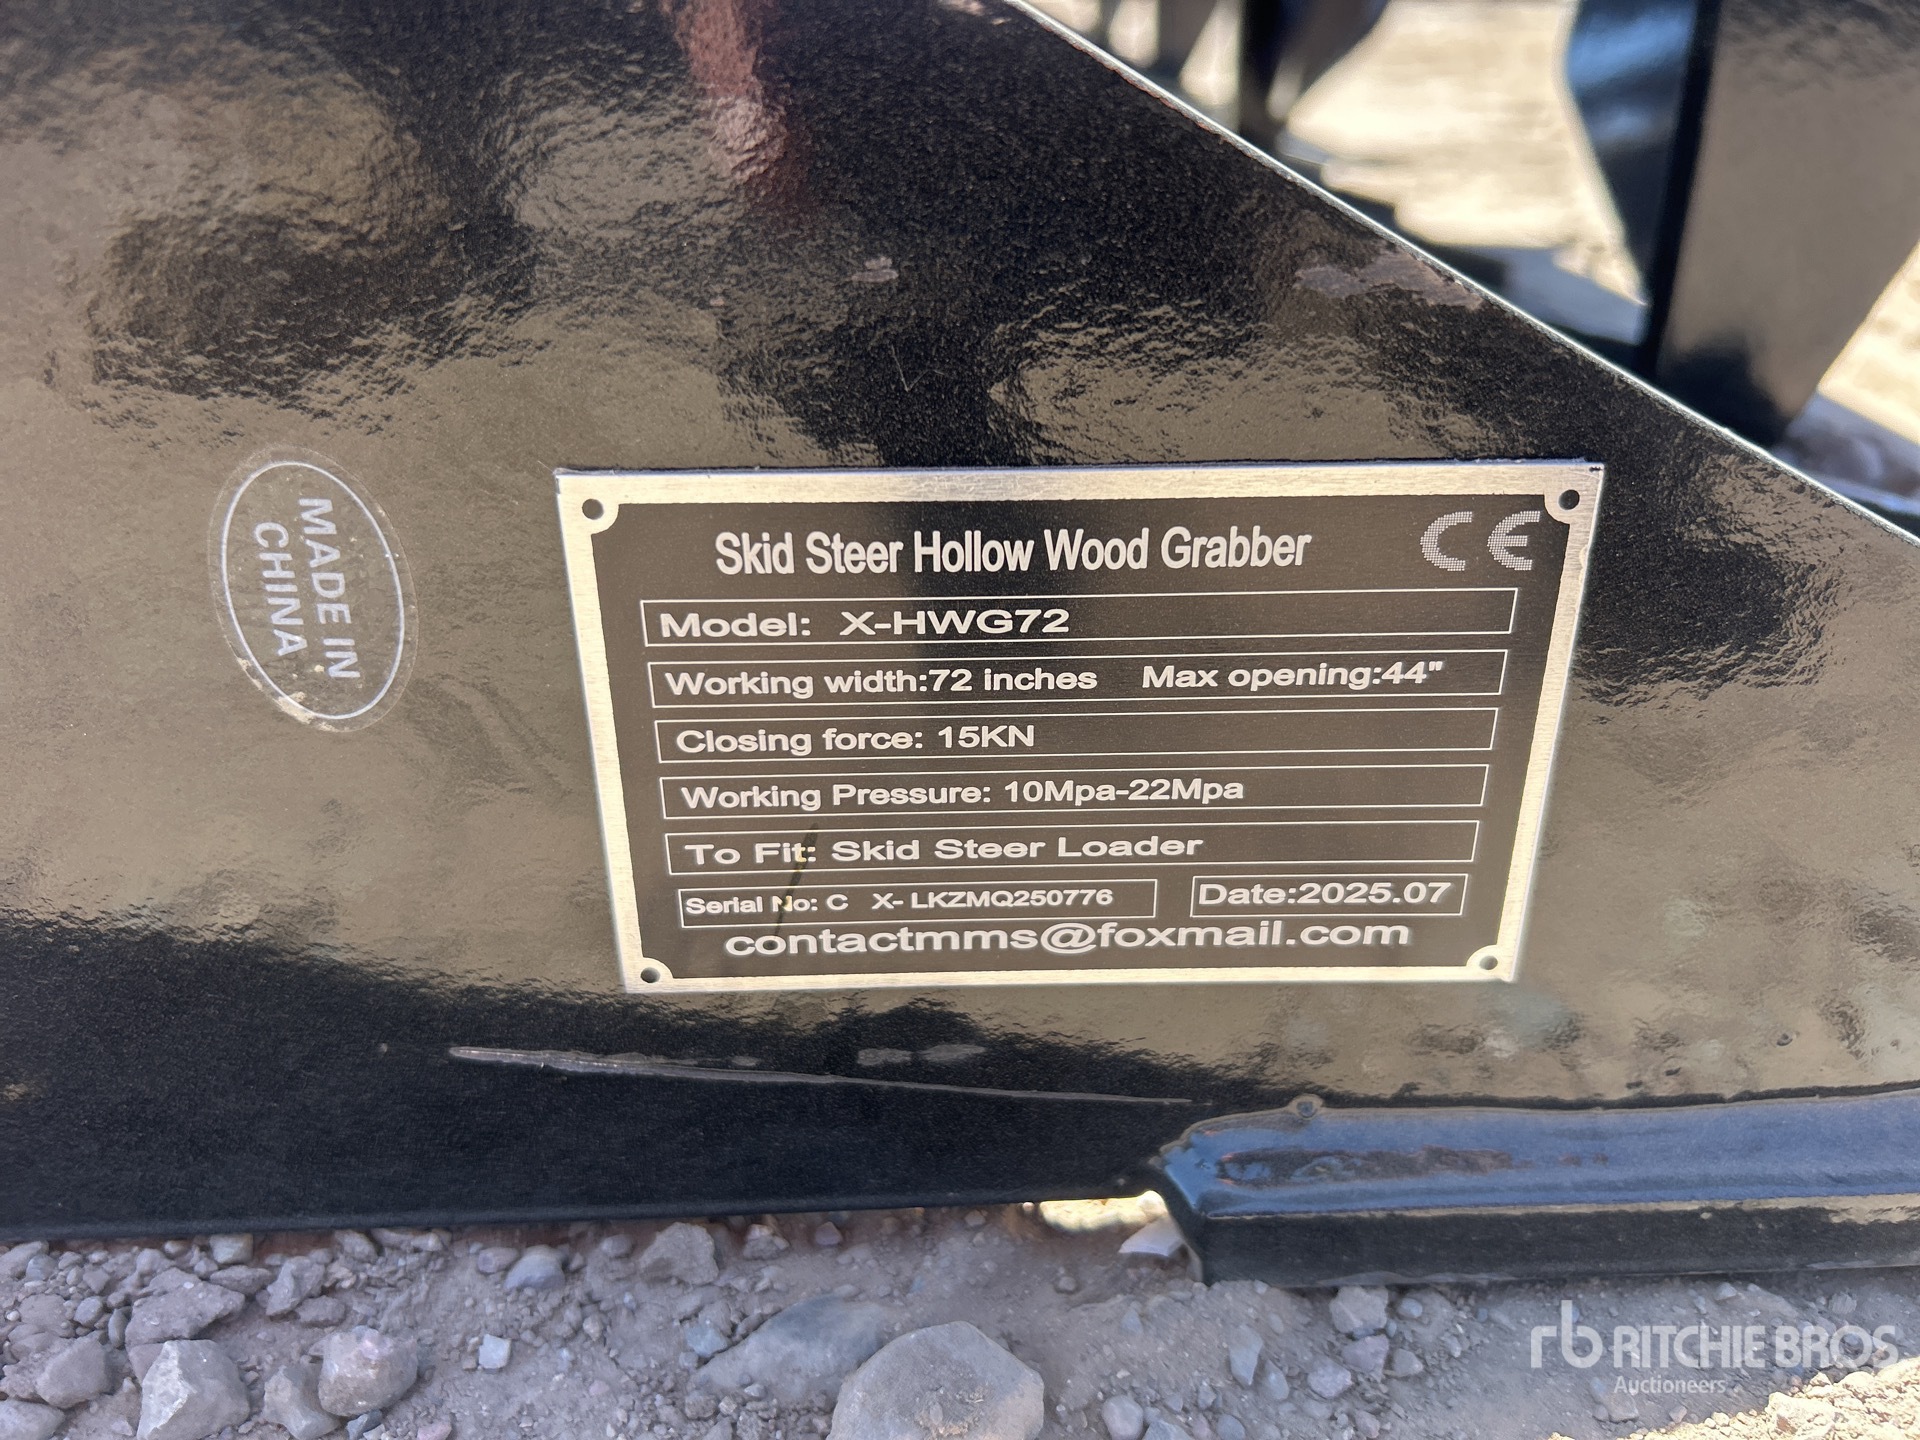 MADE IN
CHINA
Skid Steer Hollow Wood Grabber CE
Model: X-HWG72
Working width:72 inches Max opening:44"
Closing force: 15KN
Working Pressure: 10Mpa-22Mpa
To Fit: Skid Steer Loader
Serial No: C X- LKZMQ250776 Date:2025.07
contactmms@foxmail.com
rb RITCHIE BROS
Auctioneers